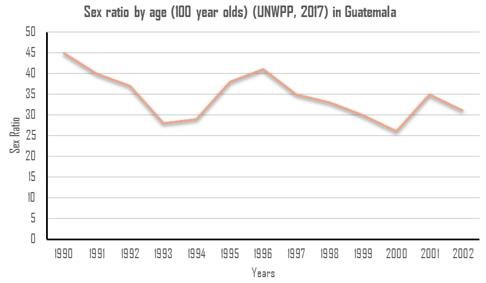 Sex ratio by age (100 year olds) (UNWPP, 2017) in Guatemala
50
45
40
35
30
25
20
15
10
5
0
Sex Ratio
1990 1991 1992 1993 1994 1995 1996 1997 1998 1999 2000 2001 2002
Years